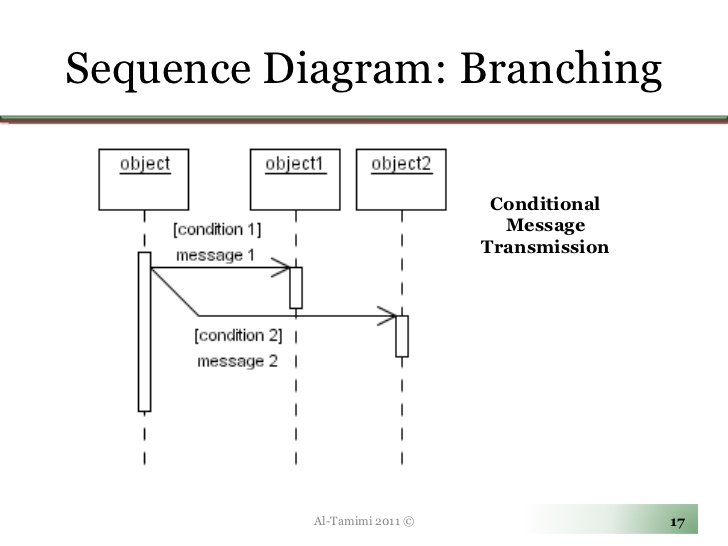 Sequence Diagram: Branching
object
object1
object2
[condition 1]
message 1
[condition 2]
message 2
Conditional
Message
Transmission
Al-Tamimi 2011 ©
17